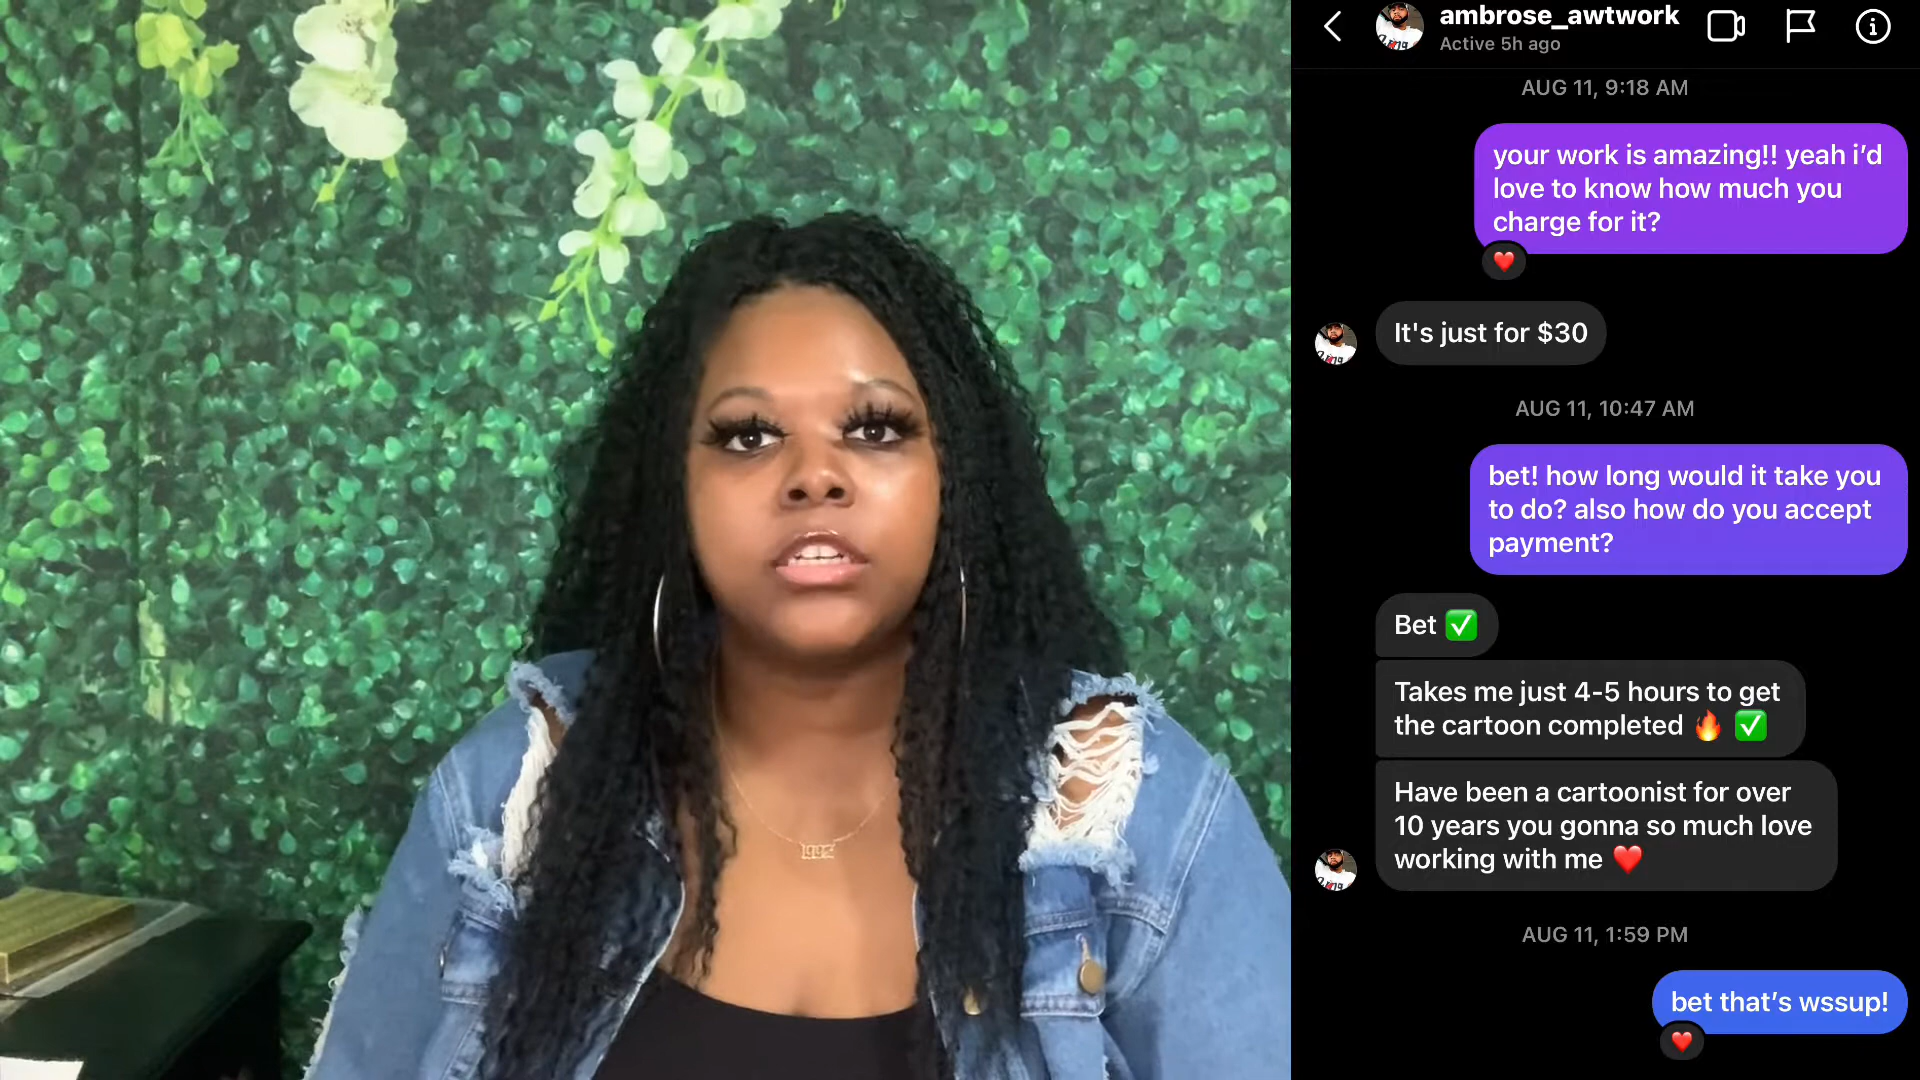 ambrose_awtwork
Active 5h ago
AUG 11, 9:18 AM
your work is amazing!! yeah i’d
love to know how much you
charge for it?
❤️
It's just for $30
AUG 11, 10:47 AM
bet! how long would it take you
to do? also how do you accept
payment?
Bet ✅
Takes me just 4-5 hours to get
the cartoon completed 🔥 ✅
Have been a cartoonist for over
10 years you gonna so much love
working with me ❤️
AUG 11, 1:59 PM
bet that’s wssup!
❤️
1992